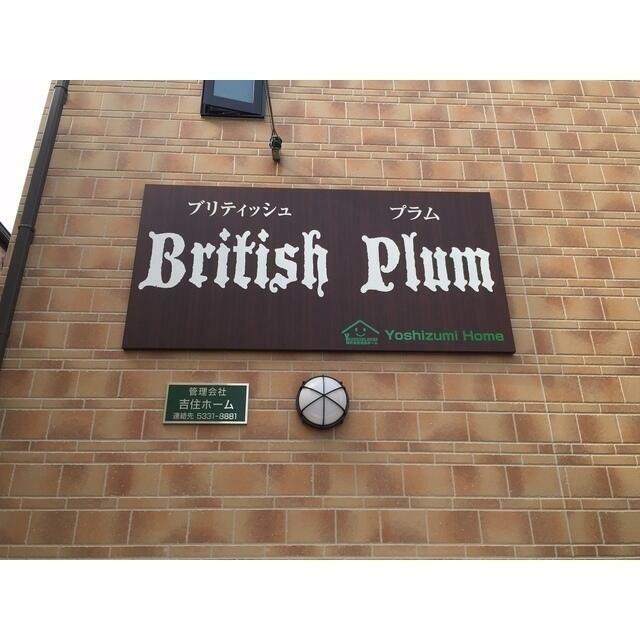 ブリティッシュ プラム
British Plum
Yoshizumi Home
管理会社
吉住ホーム
連絡先 5331-8881